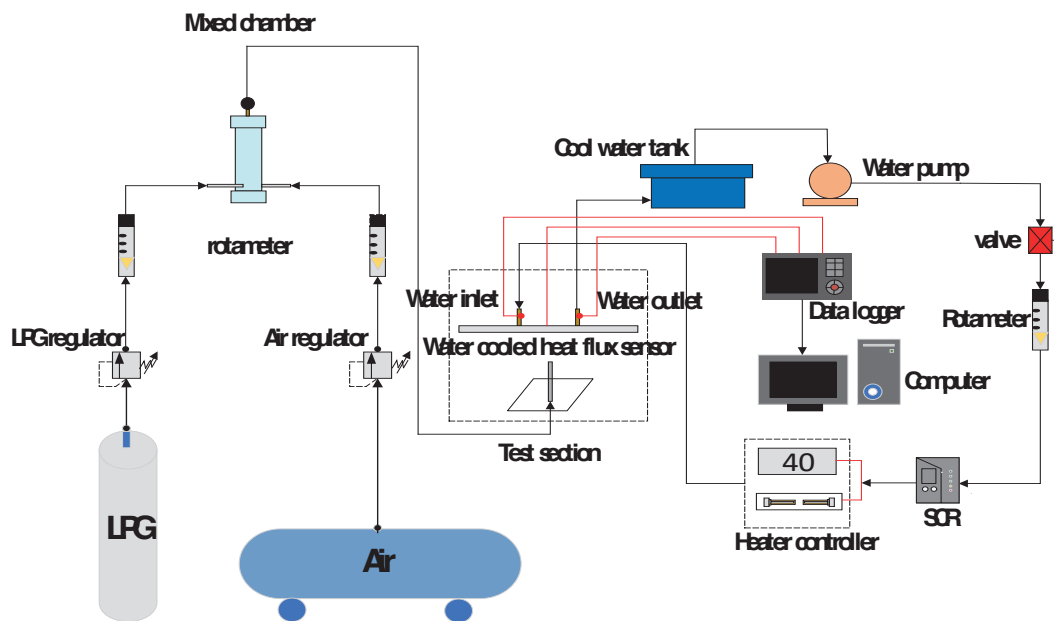 Mixed chamber
Cool water tank
Water pump
rotameter
valve
Water inlet
Water outlet
Data logger
Rotameter
LPG regulator
Air regulator
Water cooled heat flux sensor
Computer
Test section
40
LPG
SCR
Heater controller
Air